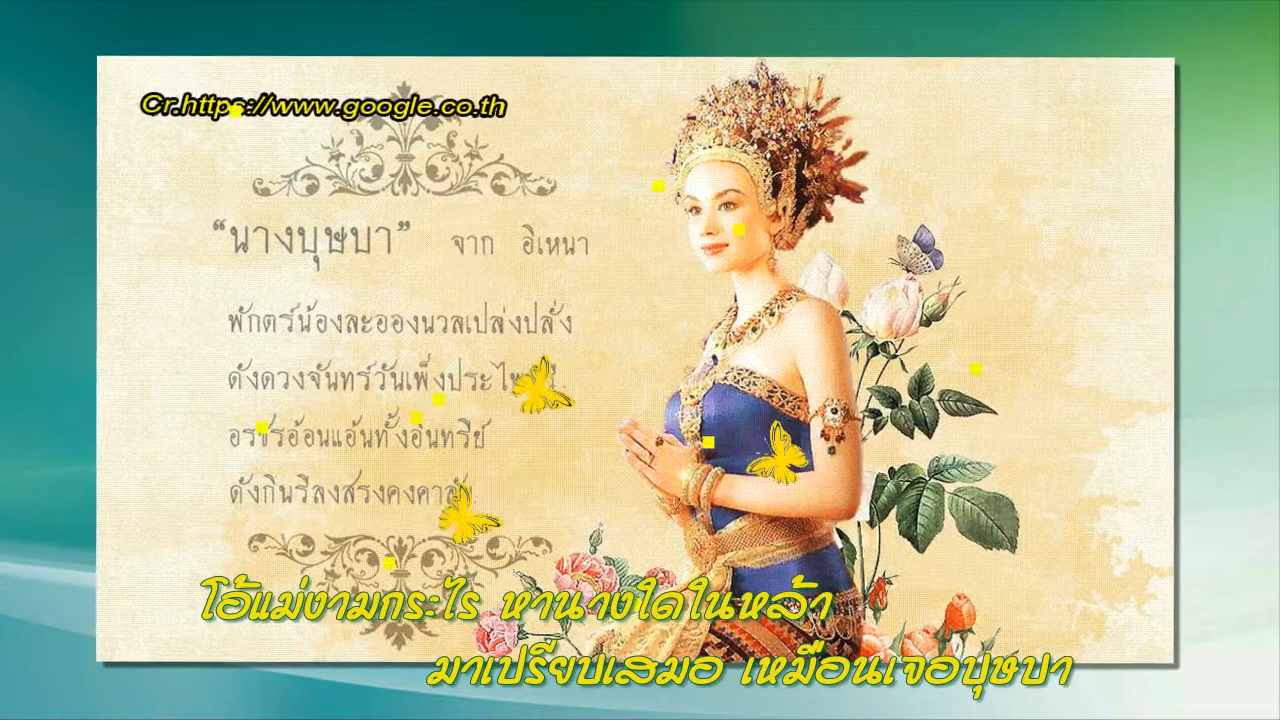 Cr.https://www.google.co.th
“นางบุษบา” จาก อิเหนา
พักตร์น้องละอองนวลเปล่งปลั่ง
ดังดวงจันทร์วันเพ็ง
อรชรอ้อนแอ้นทั้งอินทรีย์
ดังกินรีลงสรงคงคาลัย
โอ้แม่งามกระไร หานางใดในหล้า
มาเปรียบเสมอ เหมือนเจอบุษบา